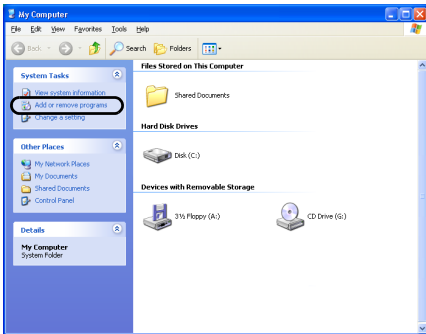 My Computer
File Edit View Favorites Tools Help
Back Search Folders
System Tasks
View system information
Add or remove programs
Change a setting
Other Places
My Network Places
My Documents
Shared Documents
Control Panel
Details
My Computer
System Folder
Files Stored on This Computer
Shared Documents
Hard Disk Drives
Disk (C:)
Devices with Removable Storage
3½ Floppy (A:)
CD Drive (G:)